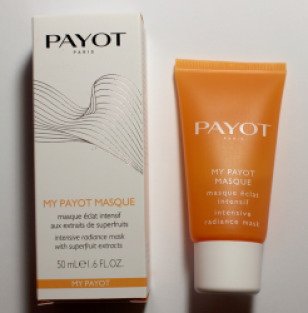 PAYOT
PARIS
MY PAYOT MASQUE
masque éclat intensif
aux extraits de superfruits
intensive radiance mask
with superfruit extracts
50 mL/1.6 FL.OZ.
MY PAYOT
PAYOT
PARIS
MY PAYOT
MASQUE
masque éclat
intensif
intensive
radiance mask